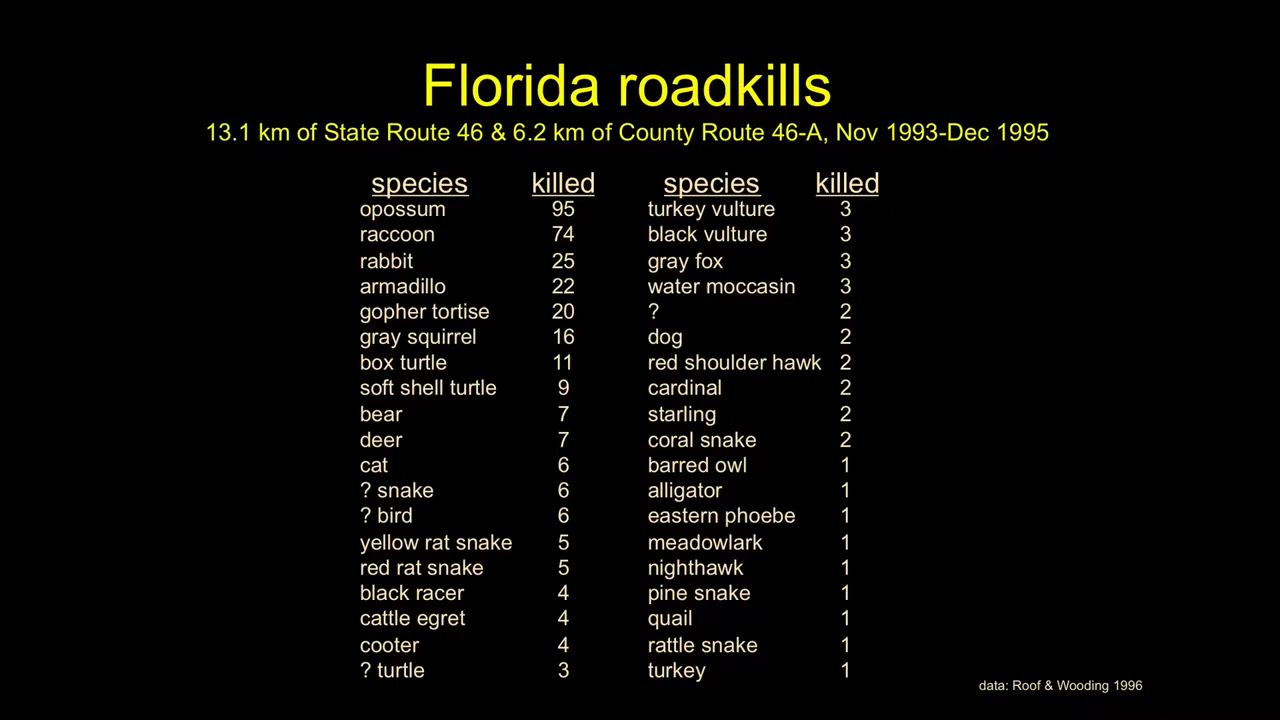 Florida roadkills
13.1 km of State Route 46 & 6.2 km of County Route 46-A, Nov 1993-Dec 1995
species killed species killed
opossum 95 turkey vulture 3
raccoon 74 black vulture 3
rabbit 25 gray fox 3
armadillo 22 water moccasin 3
gopher tortise 20 ? 2
gray squirrel 16 dog 2
box turtle 11 red shoulder hawk 2
soft shell turtle 9 cardinal 2
bear 7 starling 2
deer 7 coral snake 2
cat 6 barred owl 1
? snake 6 alligator 1
? bird 6 eastern phoebe 1
yellow rat snake 5 meadowlark 1
red rat snake 5 nighthawk 1
black racer 4 pine snake 1
cattle egret 4 quail 1
cooter 4 rattle snake 1
? turtle 3 turkey 1
data: Roof & Wooding 1996